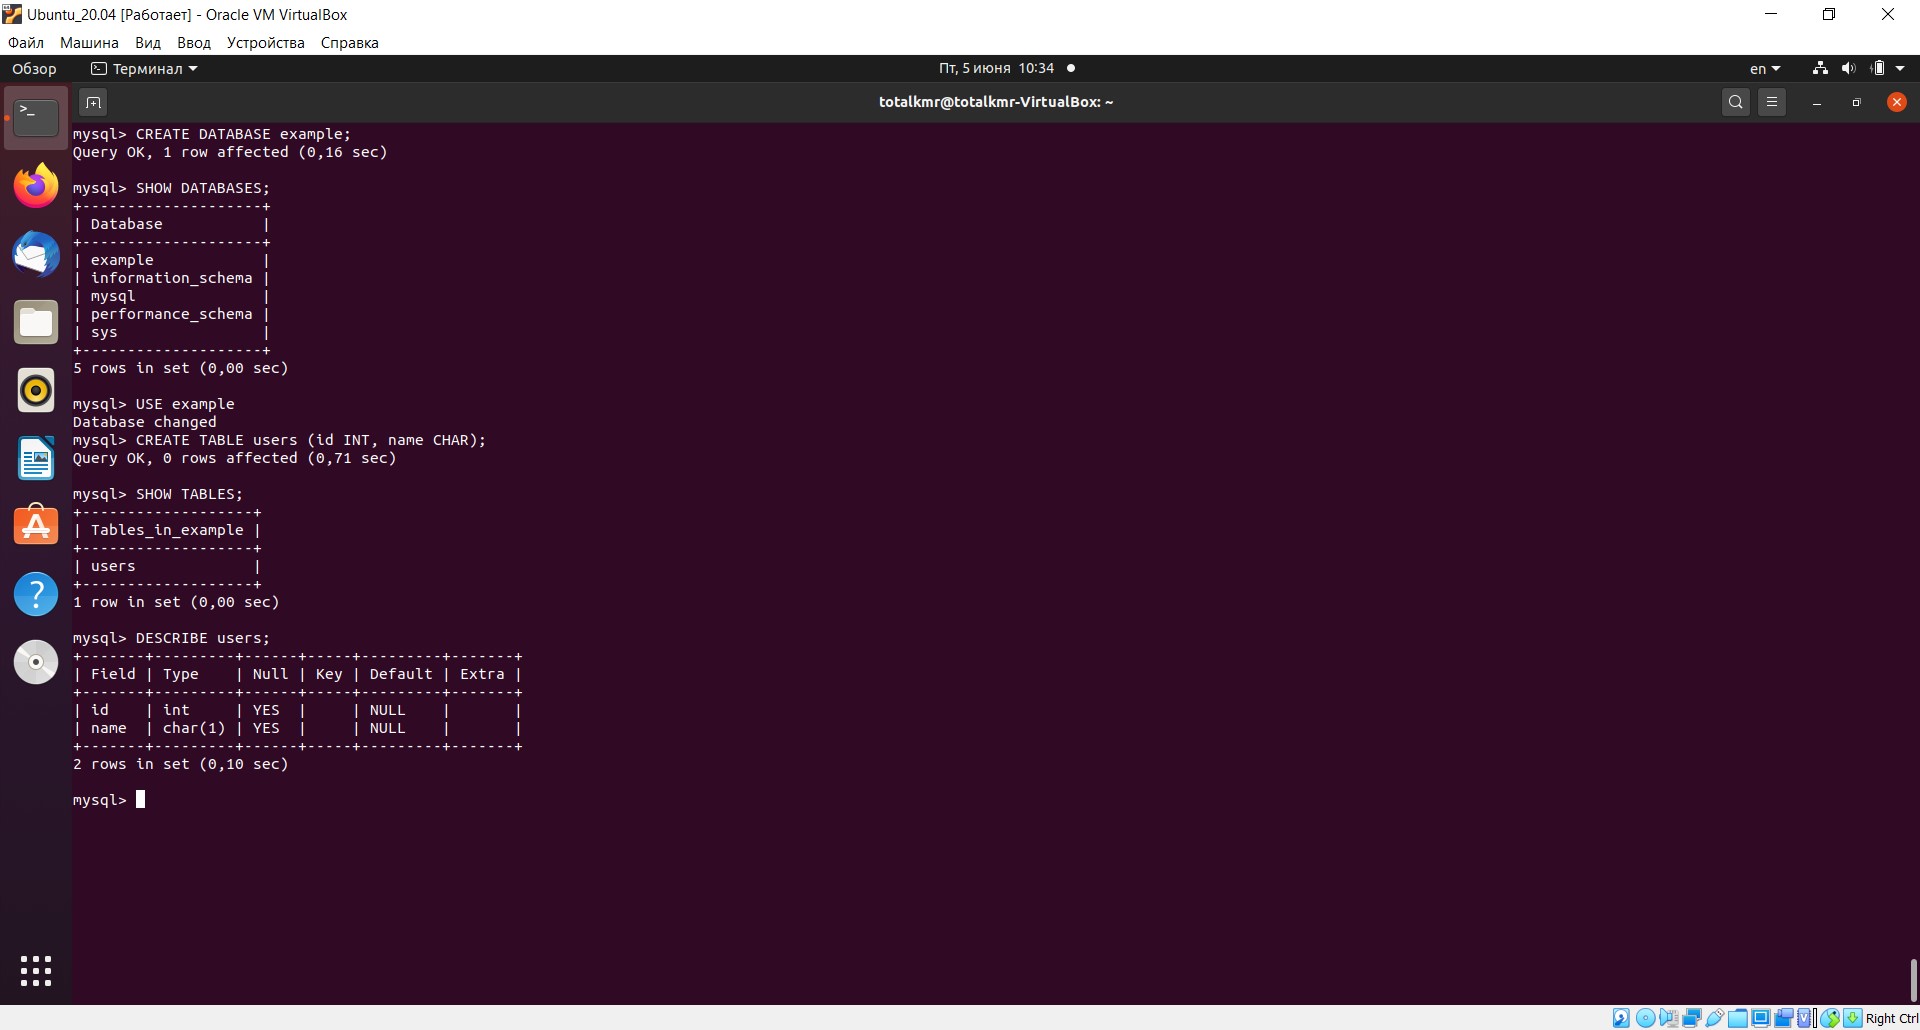 Ubuntu_20.04 [Работает] - Oracle VM VirtualBox
Файл Машина Вид Ввод Устройства Справка
Обзор Терминал Пт, 5 июня 10:34 en
totalkmr@totalkmr-VirtualBox: ~
mysql> CREATE DATABASE example;
Query OK, 1 row affected (0,16 sec)
mysql> SHOW DATABASES;
+--------------------+
| Database           |
+--------------------+
| example            |
| information_schema |
| mysql              |
| performance_schema |
| sys                |
+--------------------+
5 rows in set (0,00 sec)
mysql> USE example
Database changed
mysql> CREATE TABLE users (id INT, name CHAR);
Query OK, 0 rows affected (0,71 sec)
mysql> SHOW TABLES;
+-------------------+
| Tables_in_example |
+-------------------+
| users             |
+-------------------+
1 row in set (0,00 sec)
mysql> DESCRIBE users;
+-------+---------+------+-----+---------+-------+
| Field | Type    | Null | Key | Default | Extra |
+-------+---------+------+-----+---------+-------+
| id    | int     | YES  |     | NULL    |       |
| name  | char(1) | YES  |     | NULL    |       |
+-------+---------+------+-----+---------+-------+
2 rows in set (0,10 sec)
mysql>
Right Ctrl